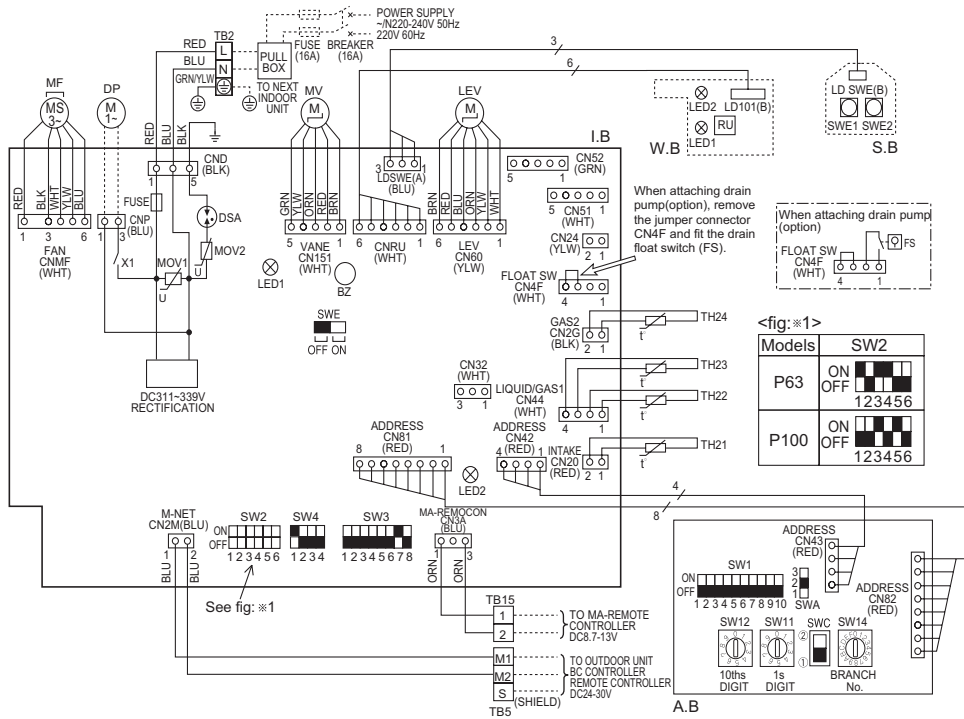 POWER SUPPLY
~/N220-240V 50Hz
220V 60Hz
FUSE
(16A)
BREAKER
(16A)
TB2
RED
L
BLU
N
GRN/YLW
PULL
BOX
TO NEXT
INDOOR
UNIT
MF
MS
3~
DP
M
1~
MV
M
LEV
M
3
6
LED2
LD101(B)
RU
LED1
W.B
LD SWE(B)
SWE1 SWE2
S.B
I.B
RED
BLU
BLK
CND
(BLK)
1
5
RED
BLK
WHT
YLW
BLU
1
3
6
FAN
CNMF
(WHT)
1
3
CNP
(BLU)
X1
FUSE
DSA
MOV1
U
MOV2
U
DC311~339V
RECTIFICATION
GRN
YLW
ORN
RED
BRN
5
1
VANE
CN151
(WHT)
LED1
BZ
SWE
OFF ON
3
1
LDSWE(A)
(BLU)
6
1
CNRU
(WHT)
BRN
RED
BLU
ORN
YLW
WHT
6
1
LEV
CN60
(YLW)
CN52
(GRN)
5
1
CN51
(WHT)
5
1
CN24
(YLW)
2 1
When attaching drain
pump(option), remove
the jumper connector
CN4F and fit the drain
float switch (FS).
FLOAT SW
CN4F
(WHT)
4
1
When attaching drain pump
(option)
FLOAT SW
CN4F
(WHT)
4
1
FS
GAS2
CN2G
(BLK)
2 1
t°
TH24
t°
TH23
LIQUID/GAS1
CN44
(WHT)
4
1
t°
TH22
INTAKE
CN20
(RED)
2 1
t°
TH21
CN32
(WHT)
3 1
ADDRESS
CN81
(RED)
8
1
ADDRESS
CN42
(RED)
4
1
LED2
<fig:※1>
Models SW2
P63
ON
OFF
123456
P100
ON
OFF
123456
M-NET
CN2M(BLU)
1 2
BLU
BLU
SW2
ON
OFF
1 2 3 4 5 6
See fig: ※1
SW4
1 2 3 4
SW3
1 2 3 4 5 6 7 8
MA-REMOCON
CN3A
(BLU)
1
3
ORN
ORN
4
8
TB15
1
2
TO MA-REMOTE
CONTROLLER
DC8.7-13V
M1
M2
S
(SHIELD)
TB5
TO OUTDOOR UNIT
BC CONTROLLER
REMOTE CONTROLLER
DC24-30V
ADDRESS
CN43
(RED)
ADDRESS
CN82
(RED)
SW1
ON
OFF
1 2 3 4 5 6 7 8 9 10
3
2
1
SWA
SW12
10ths
DIGIT
SW11
1s
DIGIT
SWC
②
①
SW14
BRANCH
No.
A.B